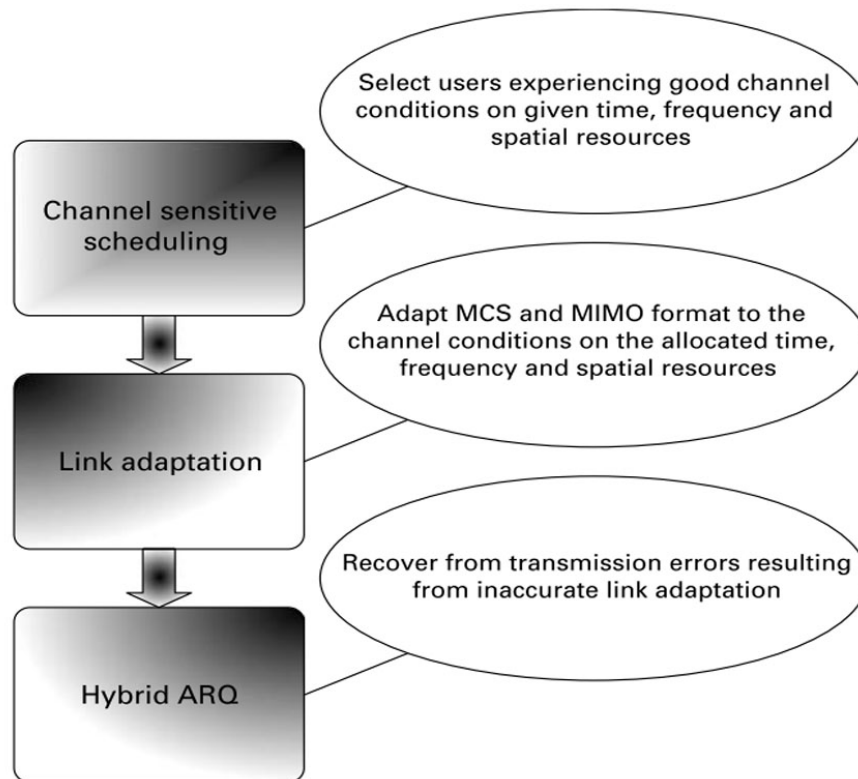 Select users experiencing good channel
conditions on given time, frequency and
spatial resources
Channel sensitive
scheduling
Adapt MCS and MIMO format to the
channel conditions on the allocated time,
frequency and spatial resources
Link adaptation
Recover from transmission errors resulting
from inaccurate link adaptation
Hybrid ARQ